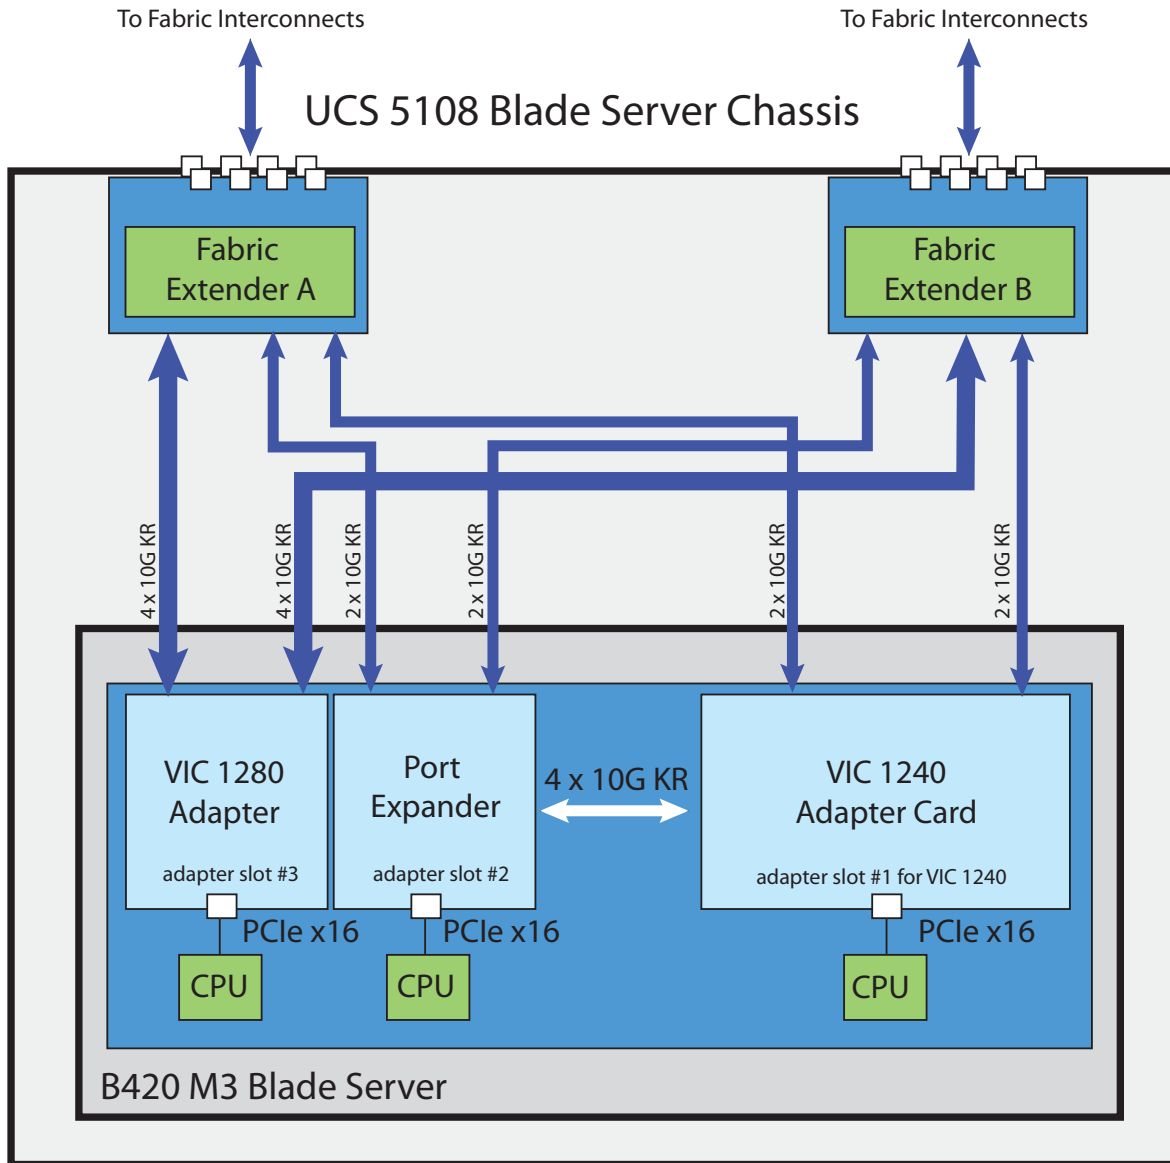 To Fabric Interconnects
To Fabric Interconnects
UCS 5108 Blade Server Chassis
Fabric
Extender A
Fabric
Extender B
4 x 10G KR
4 x 10G KR
2 x 10G KR
2 x 10G KR
2 x 10G KR
2 x 10G KR
VIC 1280
Adapter
adapter slot #3
Port
Expander
adapter slot #2
4 x 10G KR
VIC 1240
Adapter Card
adapter slot #1 for VIC 1240
PCIe x16
PCIe x16
PCIe x16
CPU
CPU
CPU
B420 M3 Blade Server